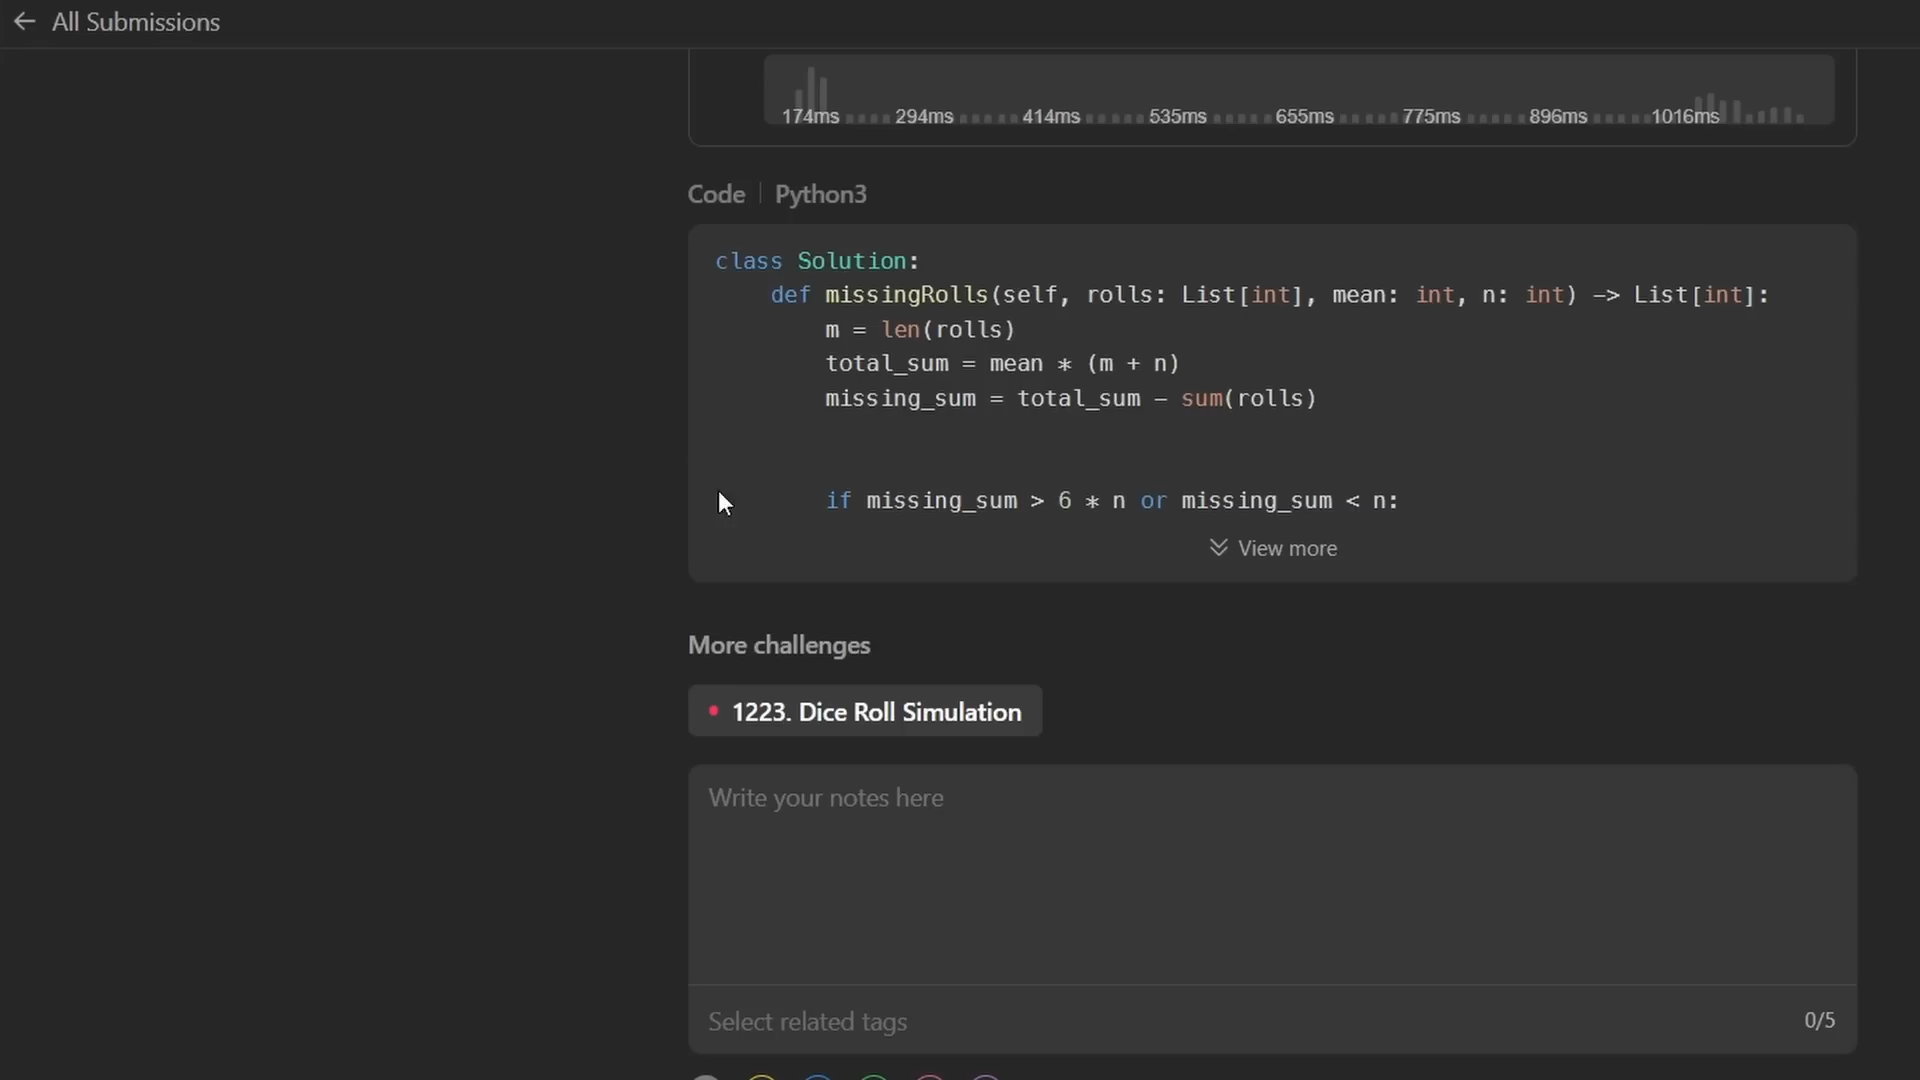 All Submissions
174ms 294ms 414ms 535ms 655ms 775ms 896ms 1016ms
Code | Python3
class Solution:
    def missingRolls(self, rolls: List[int], mean: int, n: int) -> List[int]:
        m = len(rolls)
        total_sum = mean * (m + n)
        missing_sum = total_sum - sum(rolls)
        if missing_sum > 6 * n or missing_sum < n:
View more
More challenges
1223. Dice Roll Simulation
Write your notes here
Select related tags 0/5